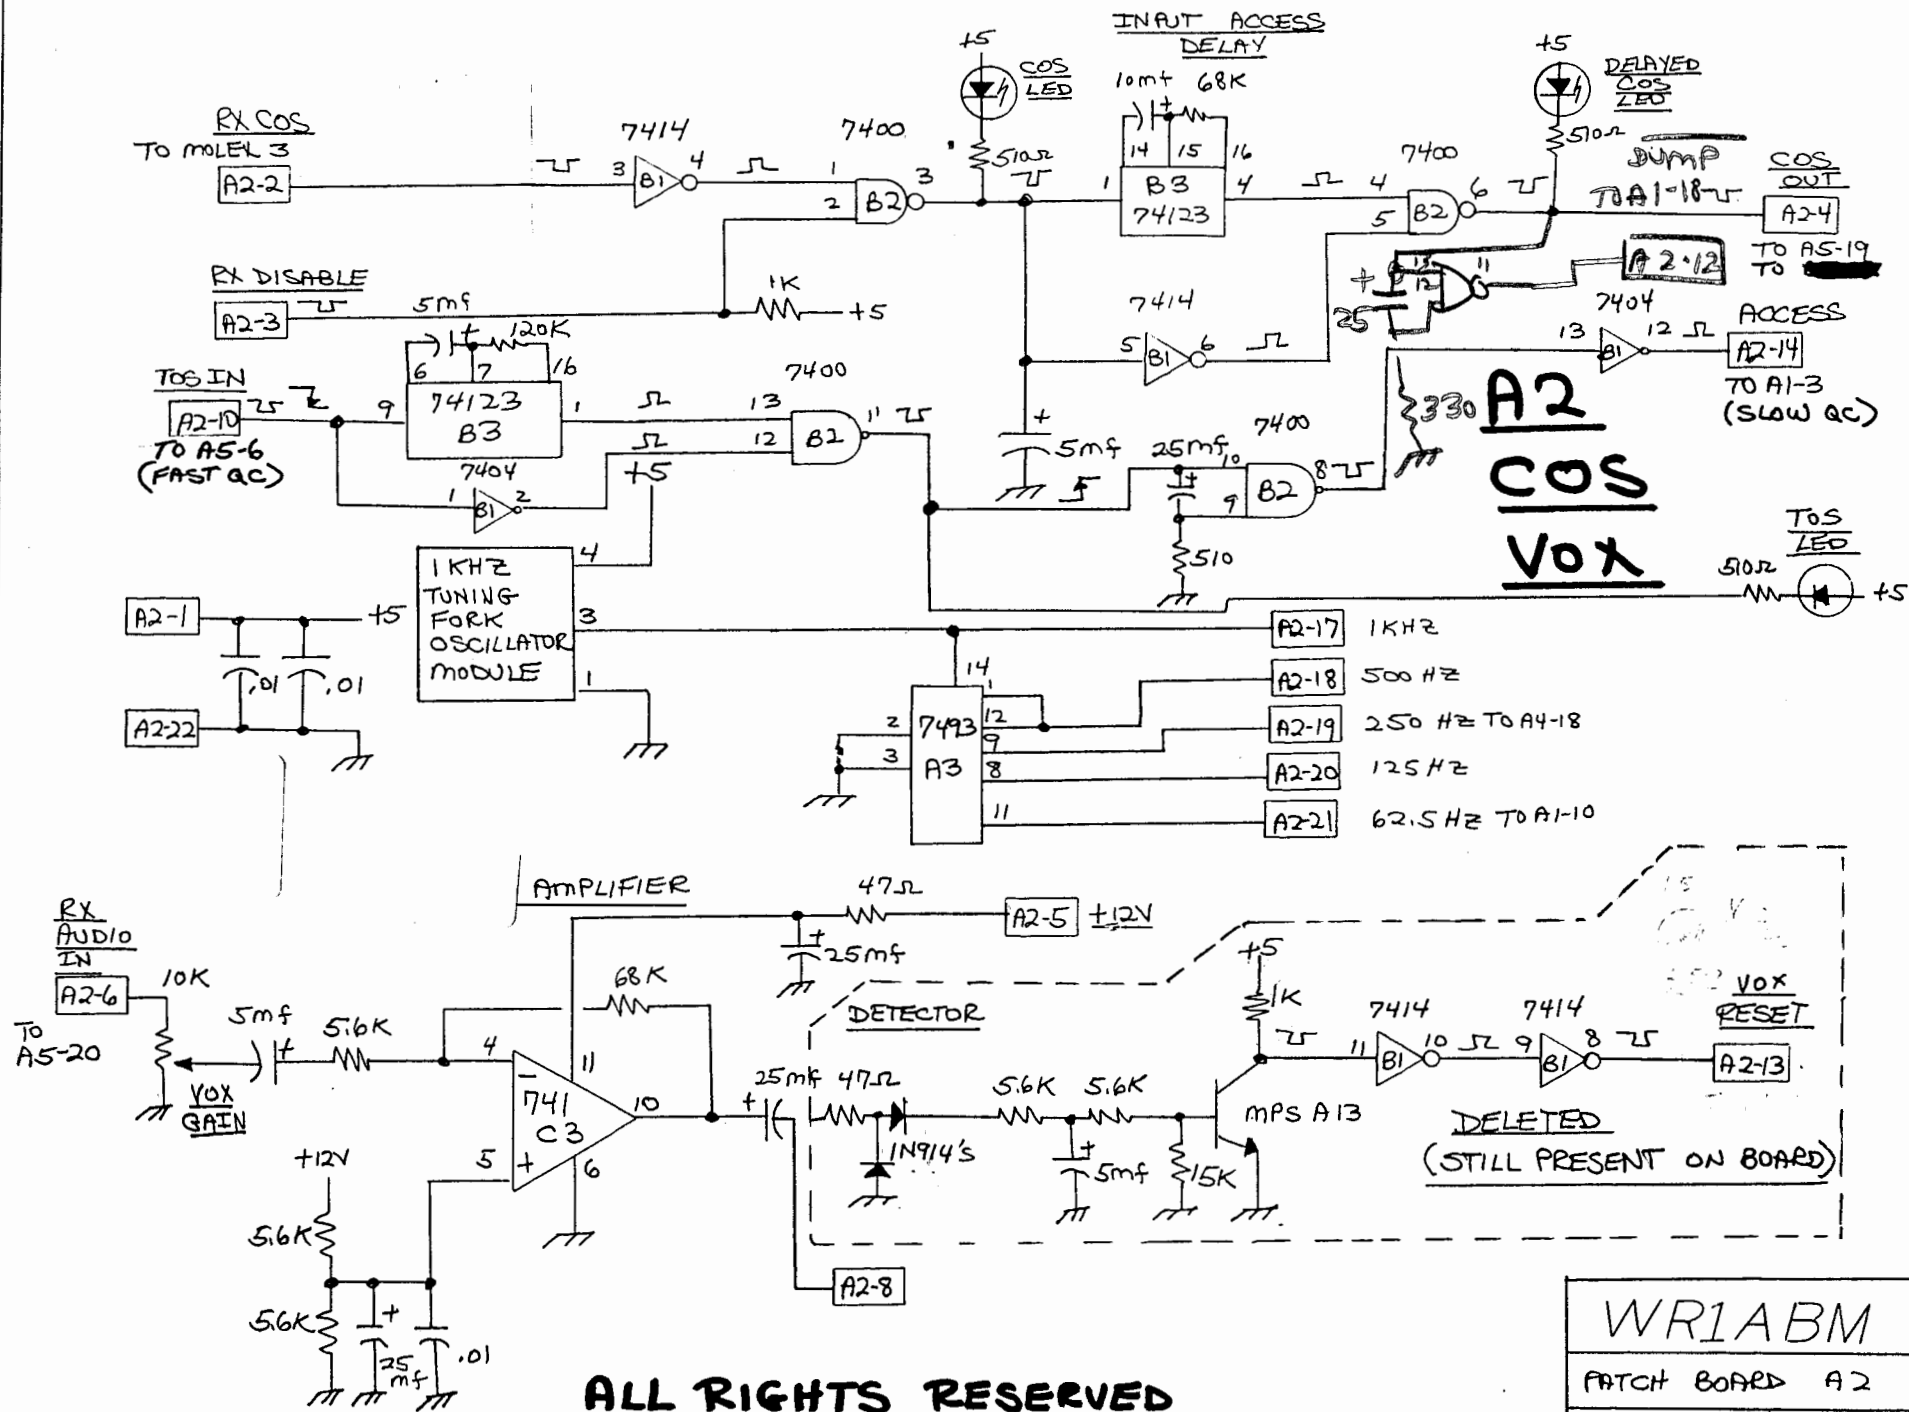 INPUT ACCESS
DELAY
+5
COS
LED
10mf
68K
+5
DELAYED
COS
LED
RX COS
TO MOLEX 3
A2-2
3
7414
B1
4
1
2
7400
B2
3
510Ω
1
14
15
16
B3
74123
4
4
5
7400
B2
6
510Ω
DUMP
TO A1-18
COS
OUT
A2-4
TO A5-19
TO
RX DISABLE
A2-3
1K
+5
5
7414
B1
6
+
25
13
12
11
A2-12
5mf
120K
6
7
16
TOS IN
A2-10
TO A5-6
(FAST QC)
9
74123
B3
1
13
12
7400
B2
11
7404
1
B1
2
+5
+
5mf
25mf
+
10
9
7400
B2
8
510
330
7404
13
B1
12
ACCESS
A2-14
TO A1-3
(SLOW QC)
A2
COS
VOX
TOS
LED
510Ω
+5
A2-1
+5
.01
.01
A2-22
1KHZ
TUNING
FORK
OSCILLATOR
MODULE
4
3
1
A2-17 1KHZ
A2-18 500 HZ
A2-19 250 HZ TO A4-18
A2-20 125 HZ
A2-21 62.5 HZ TO A1-10
14
1
12
9
8
11
2
3
7493
A3
AMPLIFIER
47Ω
A2-5 +12V
+
25mf
RX
AUDIO
IN
A2-6
TO
A5-20
10K
VOX
GAIN
5mf
+
5.6K
68K
4
-
11
741
C3
10
5
+
6
+12V
5.6K
5.6K
+
25
mf
.01
25mf
+
A2-8
DETECTOR
47Ω
1N914'S
5.6K
5.6K
+
5mf
15K
+5
1K
MPS A13
7414
11
B1
10
7414
9
B1
8
VOX
RESET
A2-13
DELETED
(STILL PRESENT ON BOARD)
ALL RIGHTS RESERVED
WR1ABM
PATCH BOARD A2